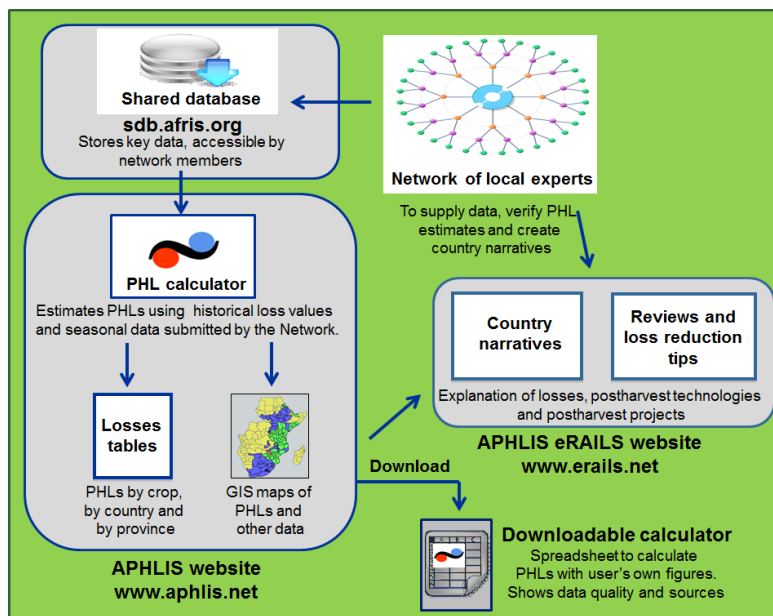 Shared database
sdb.afris.org
Stores key data, accessible by
network members
Network of local experts
To supply data, verify PHL
estimates and create
country narratives
PHL calculator
Estimates PHLs using historical loss values
and seasonal data submitted by the Network.
Losses
tables
PHLs by crop,
by country and
by province
GIS maps of
PHLs and
other data
APHLIS website
www.aphlis.net
Country
narratives
Reviews and
loss reduction
tips
Explanation of losses, postharvest technologies
and postharvest projects
APHLIS eRAILS website
www.erails.net
Download
Downloadable calculator
Spreadsheet to calculate
PHLs with user's own figures.
Shows data quality and sources